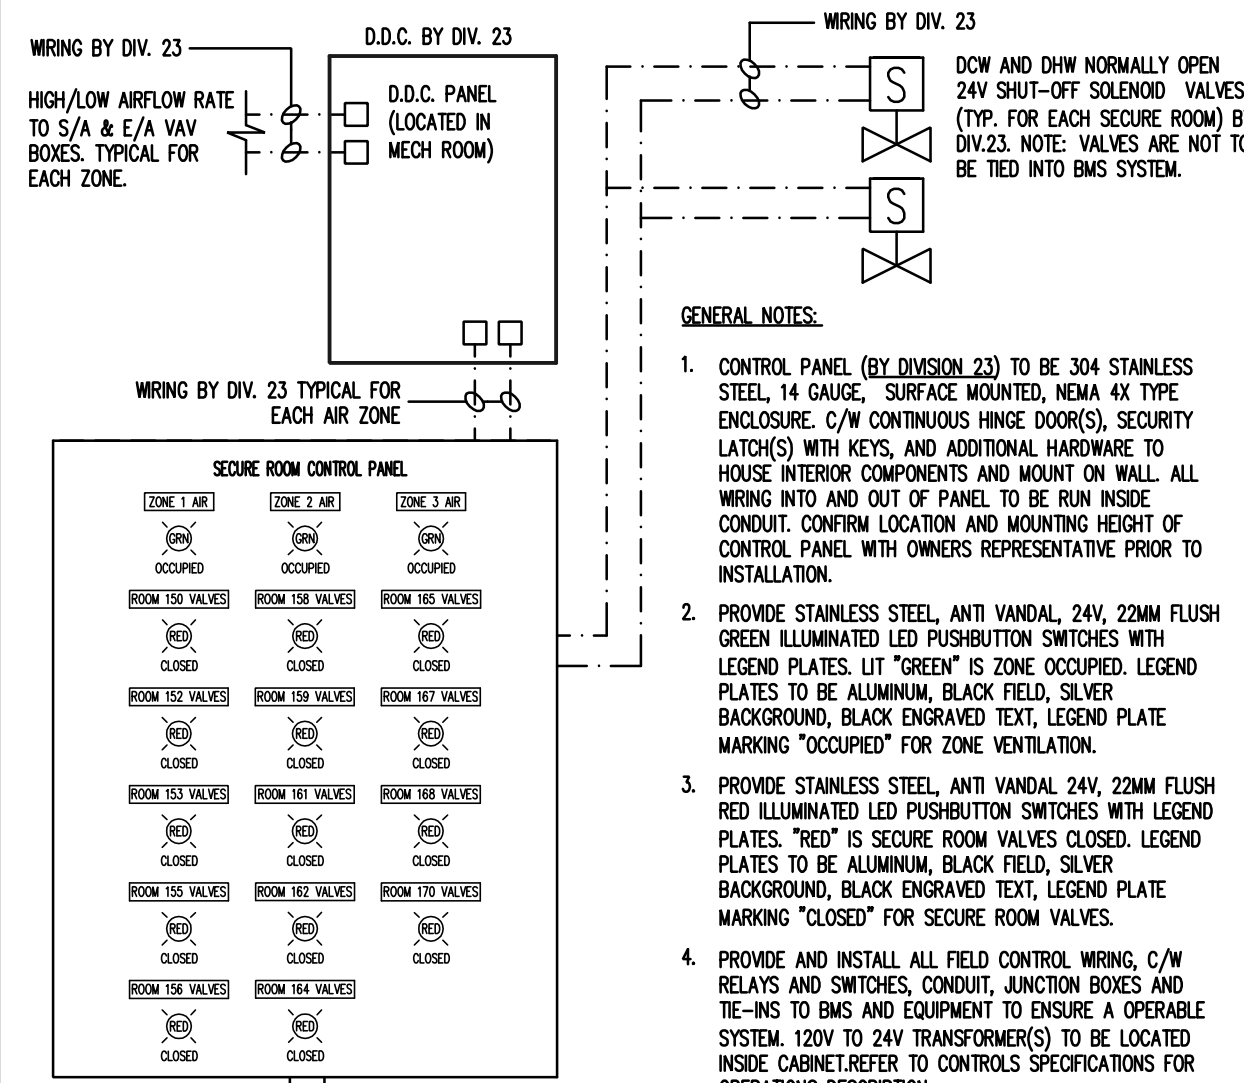 WIRING BY DIV. 23
D.D.C. BY DIV. 23
WIRING BY DIV. 23
HIGH/LOW AIRFLOW RATE
TO S/A & E/A VAV
BOXES. TYPICAL FOR
EACH ZONE.
D.D.C. PANEL
(LOCATED IN
MECH ROOM)
S
S
DCW AND DHW NORMALLY OPEN
24V SHUT-OFF SOLENOID VALVES
(TYP. FOR EACH SECURE ROOM)
DIV.23. NOTE: VALVES ARE NOT
BE TIED INTO BMS SYSTEM.
WIRING BY DIV. 23 TYPICAL FOR
EACH AIR ZONE
SECURE ROOM CONTROL PANEL
ZONE 1 AIR ZONE 2 AIR ZONE 3 AIR
GRN GRN GRN
OCCUPIED OCCUPIED OCCUPIED
ROOM 150 VALVES ROOM 158 VALVES ROOM 165 VALVES
RED RED RED
CLOSED CLOSED CLOSED
ROOM 152 VALVES ROOM 159 VALVES ROOM 167 VALVES
RED RED RED
CLOSED CLOSED CLOSED
ROOM 153 VALVES ROOM 161 VALVES ROOM 168 VALVES
RED RED RED
CLOSED CLOSED CLOSED
ROOM 155 VALVES ROOM 162 VALVES ROOM 170 VALVES
RED RED RED
CLOSED CLOSED CLOSED
ROOM 156 VALVES ROOM 164 VALVES
RED RED
CLOSED CLOSED
GENERAL NOTES:
1. CONTROL PANEL (BY DIVISION 23) TO BE 304 STAINLESS
STEEL, 14 GAUGE, SURFACE MOUNTED, NEMA 4X TYPE
ENCLOSURE. C/W CONTINUOUS HINGE DOOR(S), SECURITY
LATCH(S) WITH KEYS, AND ADDITIONAL HARDWARE TO
HOUSE INTERIOR COMPONENTS AND MOUNT ON WALL. ALL
WIRING INTO AND OUT OF PANEL TO BE RUN INSIDE
CONDUIT. CONFIRM LOCATION AND MOUNTING HEIGHT OF
CONTROL PANEL WITH OWNERS REPRESENTATIVE PRIOR TO
INSTALLATION.
2. PROVIDE STAINLESS STEEL, ANTI VANDAL, 24V, 22MM FLUSH
GREEN ILLUMINATED LED PUSHBUTTON SWITCHES WITH
LEGEND PLATES. LIT "GREEN" IS ZONE OCCUPIED. LEGEND
PLATES TO BE ALUMINUM, BLACK FIELD, SILVER
BACKGROUND, BLACK ENGRAVED TEXT, LEGEND PLATE
MARKING "OCCUPIED" FOR ZONE VENTILATION.
3. PROVIDE STAINLESS STEEL, ANTI VANDAL 24V, 22MM FLUSH
RED ILLUMINATED LED PUSHBUTTON SWITCHES WITH LEGEND
PLATES. "RED" IS SECURE ROOM VALVES CLOSED. LEGEND
PLATES TO BE ALUMINUM, BLACK FIELD, SILVER
BACKGROUND, BLACK ENGRAVED TEXT, LEGEND PLATE
MARKING "CLOSED" FOR SECURE ROOM VALVES.
4. PROVIDE AND INSTALL ALL FIELD CONTROL WIRING, C/W
RELAYS AND SWITCHES, CONDUIT, JUNCTION BOXES AND
TIE-INS TO BMS AND EQUIPMENT TO ENSURE A OPERABLE
SYSTEM. 120V TO 24V TRANSFORMER(S) TO BE LOCATED
INSIDE CABINET.REFER TO CONTROLS SPECIFICATIONS FOR